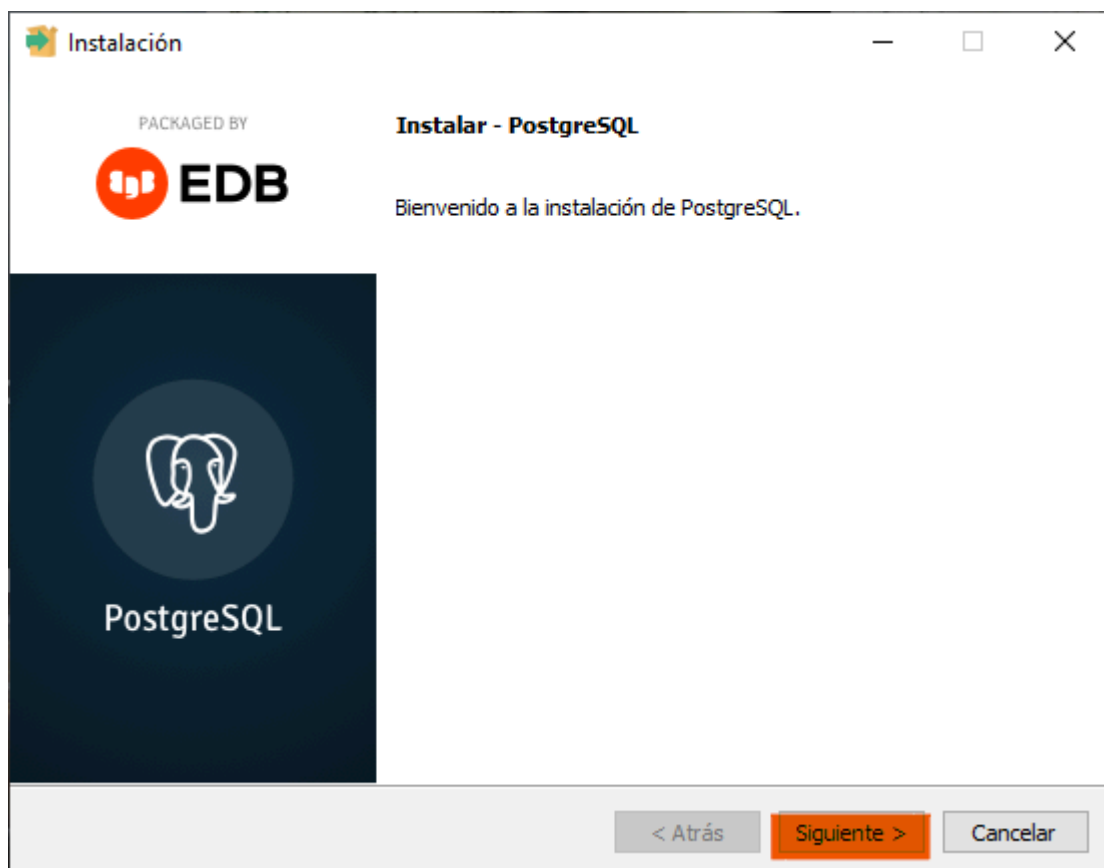 Instalación
PACKAGED BY
EDB
Instalar - PostgreSQL
Bienvenido a la instalación de PostgreSQL.
PostgreSQL
< Atrás
Siguiente >
Cancelar